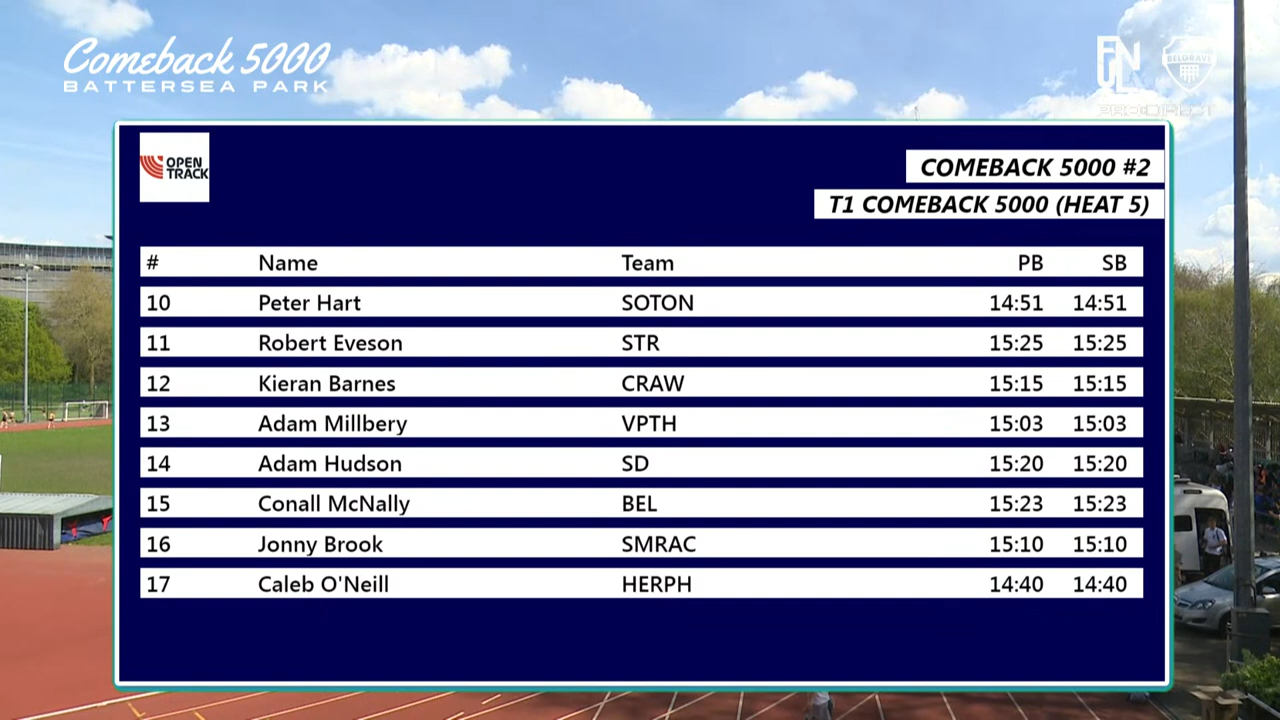 Comeback 5000
BATTERSEA PARK
BELGRAVE
PRO:DIRECT
OPEN
TRACK
COMEBACK 5000 #2
T1 COMEBACK 5000 (HEAT 5)
# Name Team PB SB
10 Peter Hart SOTON 14:51 14:51
11 Robert Eveson STR 15:25 15:25
12 Kieran Barnes CRAW 15:15 15:15
13 Adam Millbery VPTH 15:03 15:03
14 Adam Hudson SD 15:20 15:20
15 Conall McNally BEL 15:23 15:23
16 Jonny Brook SMRAC 15:10 15:10
17 Caleb O'Neill HERPH 14:40 14:40